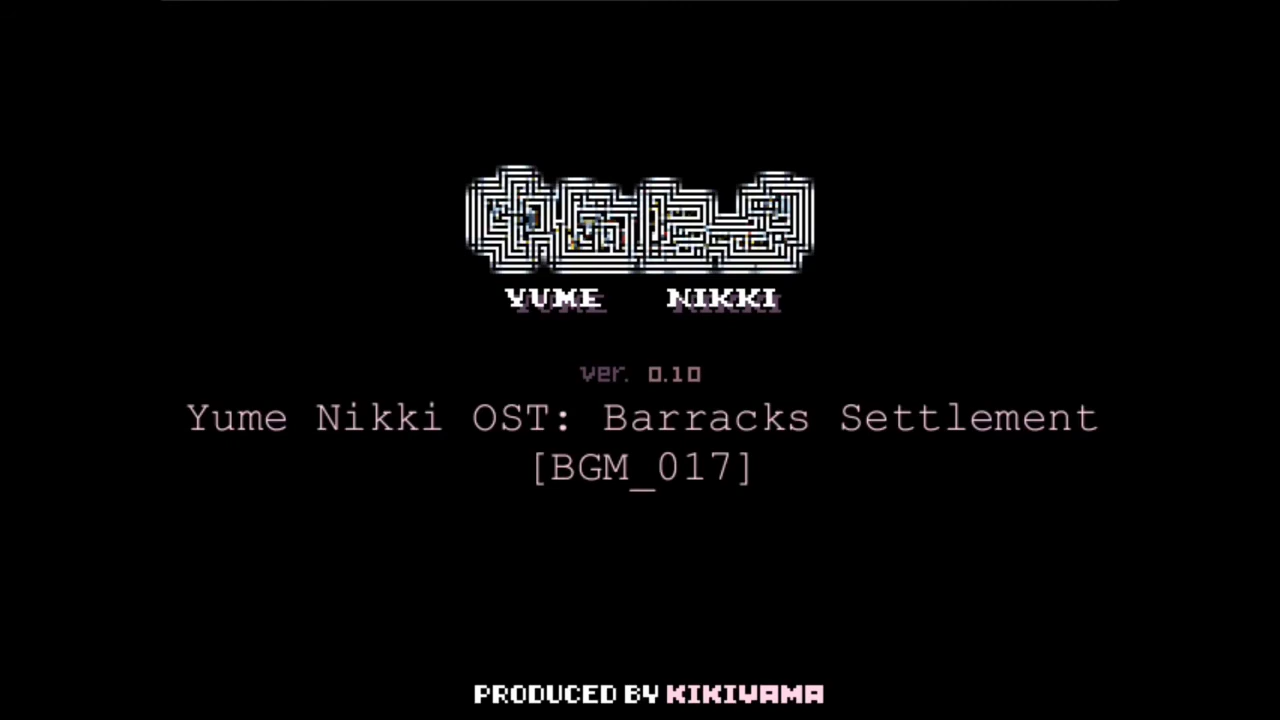 YUME NIKKI
ver. 0.10
Yume Nikki OST: Barracks Settlement
[BGM_017]
PRODUCED BY KIKIYAMA